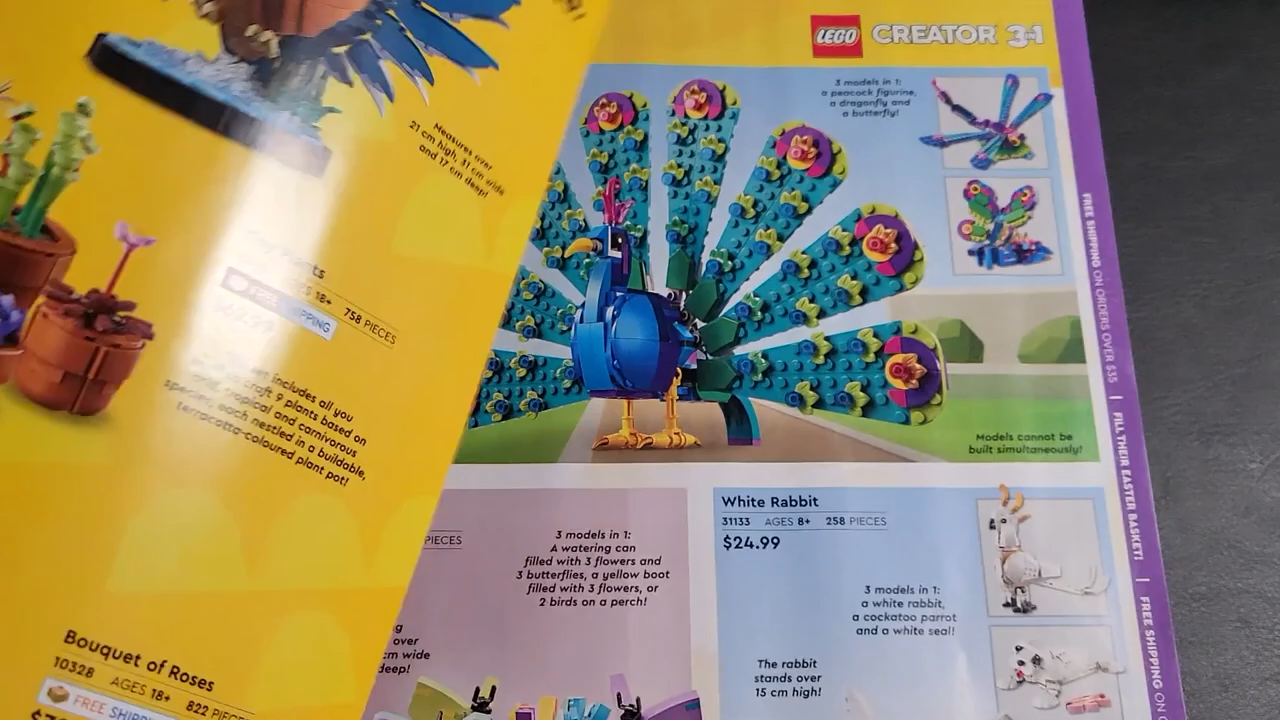 Measures over
21 cm high, 31 cm wide
and 17 cm deep!
Plants
18+ 758 PIECES
FREE SHIPPING
set includes all you
craft 9 plants based on
tropical and carnivorous
species, each nestled in a buildable,
terracotta-coloured plant pot!
Bouquet of Roses
10328 AGES 18+ 822 PIECES
FREE SHIPPING
LEGO CREATOR 3in1
3 models in 1:
a peacock figurine,
a dragonfly and
a butterfly!
Models cannot be
built simultaneously!
PIECES
3 models in 1:
A watering can
filled with 3 flowers and
3 butterflies, a yellow boot
filled with 3 flowers, or
2 birds on a perch!
over
cm wide
deep!
White Rabbit
31133 AGES 8+ 258 PIECES
$24.99
3 models in 1:
a white rabbit,
a cockatoo parrot
and a white seal!
The rabbit
stands over
15 cm high!
FREE SHIPPING ON ORDERS OVER $35 | FILL THEIR EASTER BASKET! | FREE SHIPPING ON